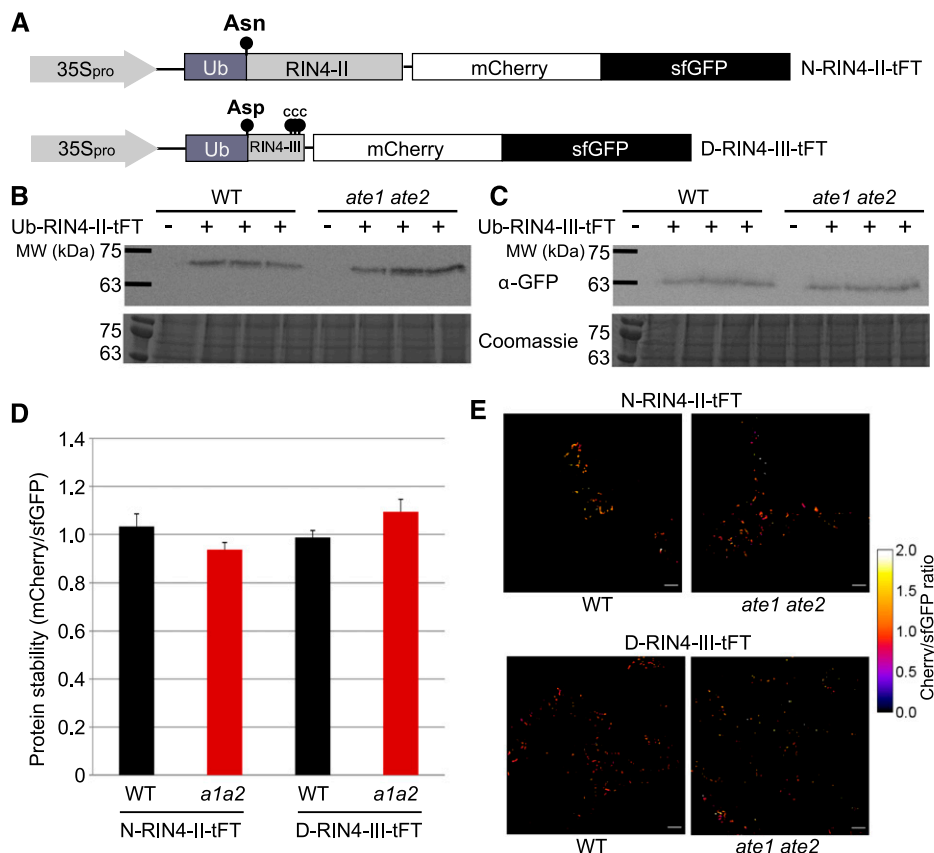 A
Asn
35Spro
Ub
RIN4-II
mCherry
sfGFP
N-RIN4-II-tFT
Asp
ccc
35Spro
Ub
RIN4-III
mCherry
sfGFP
D-RIN4-III-tFT
B
WT
ate1 ate2
Ub-RIN4-II-tFT
- + + + - + + +
MW (kDa)
75
63
75
63
C
WT
ate1 ate2
Ub-RIN4-III-tFT
- + + + - + + +
MW (kDa)
75
α-GFP
63
Coomassie
75
63
D
Protein stability (mCherry/sfGFP)
1.4
1.2
1.0
0.8
0.6
0.4
0.2
0
WT
a1a2
WT
a1a2
N-RIN4-II-tFT
D-RIN4-III-tFT
E
N-RIN4-II-tFT
WT
ate1 ate2
D-RIN4-III-tFT
WT
ate1 ate2
2.0
1.5
1.0
0.5
0.0
Cherry/sfGFP ratio